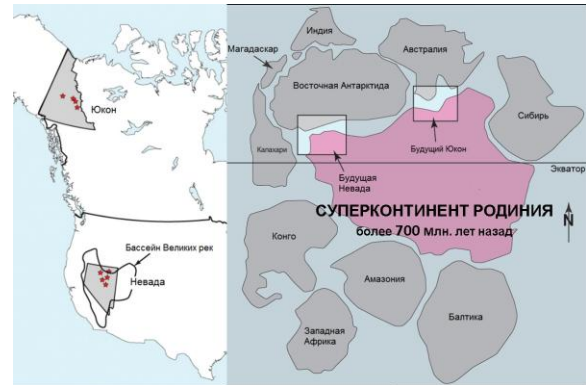 Юкон
Бассейн Великих рек
Невада
Индия
Магадаскар
Австралия
Восточная Антарктида
Сибирь
Калахари
Будущий Юкон
Экватор
Будущая
Невада
СУПЕРКОНТИНЕНТ РОДИНИЯ
более 700 Млн. лет назад
N
Конго
Амазония
Балтика
Западная
Африка